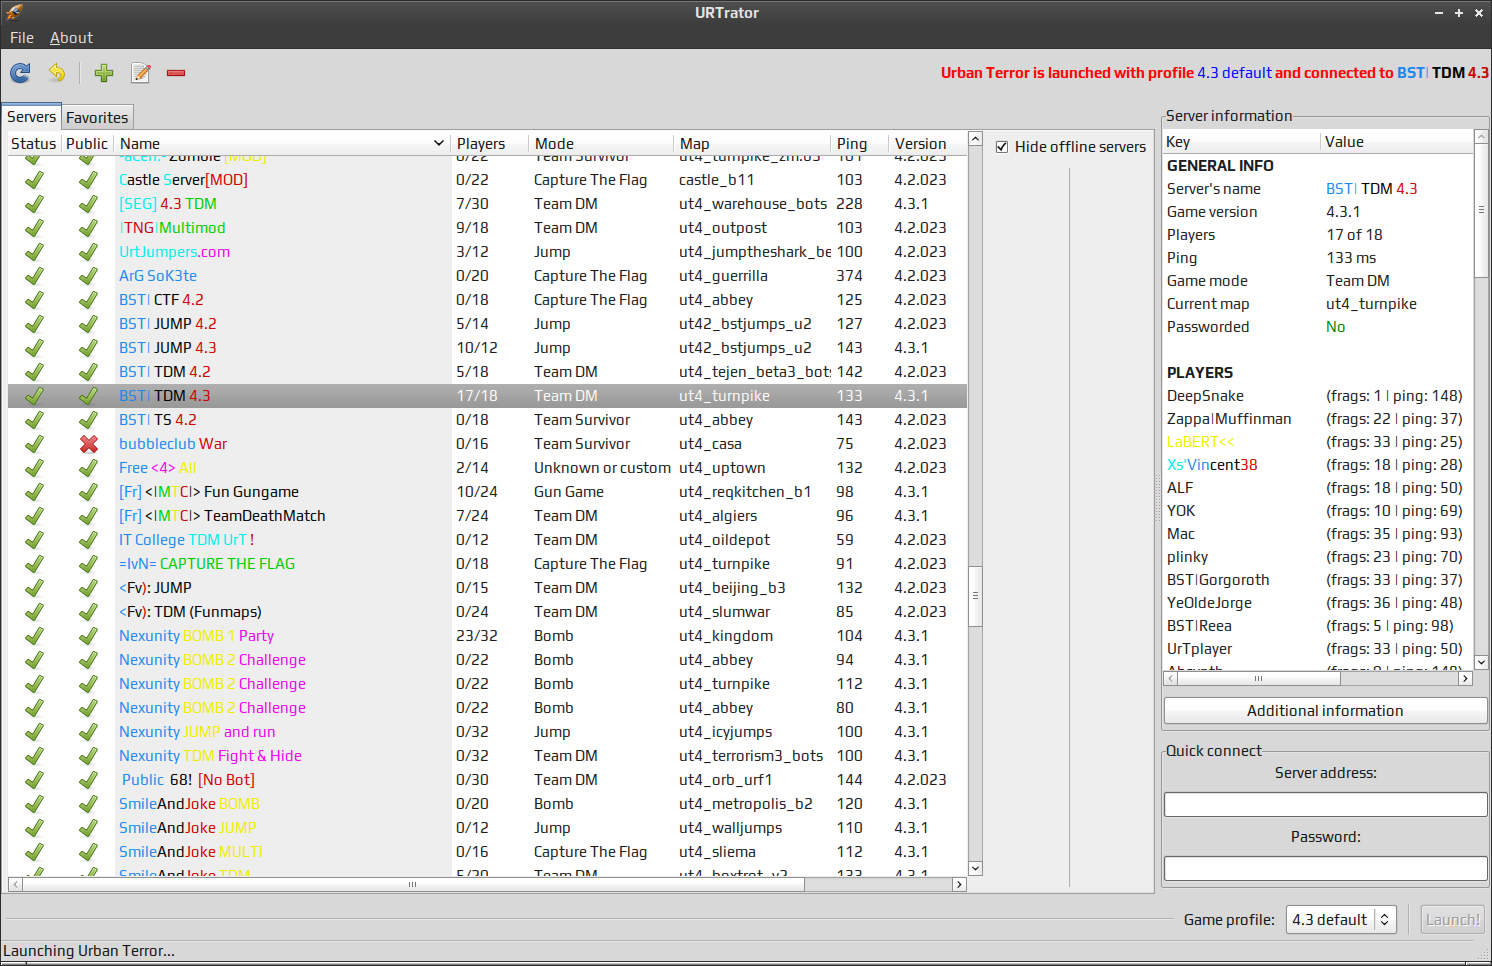 URTrator
File About
Urban Terror is launched with profile 4.3 default and connected to BST| TDM 4.3
Servers Favorites
Status Public Name Players Mode Map Ping Version
Zombie [MOD] 0/22 Team Survivor 4.2.023
Castle Server[MOD] 0/22 Capture The Flag castle_b11 103 4.2.023
[SEG] 4.3 TDM 7/30 Team DM ut4_warehouse_bots 228 4.3.1
|TNG|Multimod 9/18 Team DM ut4_outpost 103 4.2.023
UrtJumpers.com 3/12 Jump ut4_jumptheshark_be 100 4.2.023
ArG SoK3te 0/20 Capture The Flag ut4_guerrilla 374 4.2.023
BST| CTF 4.2 0/18 Capture The Flag ut4_abbey 125 4.2.023
BST| JUMP 4.2 5/14 Jump ut42_bstjumps_u2 127 4.2.023
BST| JUMP 4.3 10/12 Jump ut42_bstjumps_u2 143 4.3.1
BST| TDM 4.2 5/18 Team DM ut4_tejen_beta3_bots 142 4.2.023
BST| TDM 4.3 17/18 Team DM ut4_turnpike 133 4.3.1
BST| TS 4.2 0/18 Team Survivor ut4_abbey 143 4.2.023
bubbleclub War 0/16 Team Survivor ut4_casa 75 4.2.023
Free <4> All 2/14 Unknown or custom ut4_uptown 132 4.2.023
[Fr] <|MTC|> Fun Gungame 10/24 Gun Game ut4_reqkitchen_b1 98 4.3.1
[Fr] <|MTC|> TeamDeathMatch 7/24 Team DM ut4_algiers 96 4.3.1
IT College TDM UrT ! 0/12 Team DM ut4_oildepot 59 4.2.023
=IvN= CAPTURE THE FLAG 0/18 Capture The Flag ut4_turnpike 91 4.2.023
<Fv): JUMP 0/15 Team DM ut4_beijing_b3 132 4.2.023
<Fv): TDM (Funmaps) 0/24 Team DM ut4_slumwar 85 4.2.023
Nexunity BOMB 1 Party 23/32 Bomb ut4_kingdom 104 4.3.1
Nexunity BOMB 2 Challenge 0/22 Bomb ut4_abbey 94 4.3.1
Nexunity BOMB 2 Challenge 0/22 Bomb ut4_turnpike 112 4.3.1
Nexunity BOMB 2 Challenge 0/22 Bomb ut4_abbey 80 4.3.1
Nexunity JUMP and run 0/32 Jump ut4_icyjumps 100 4.3.1
Nexunity TDM Fight & Hide 0/32 Team DM ut4_terrorism3_bots 100 4.3.1
Public 68! [No Bot] 0/30 Team DM ut4_orb_urf1 144 4.2.023
SmileAndJoke BOMB 0/20 Bomb ut4_metropolis_b2 120 4.3.1
SmileAndJoke JUMP 0/12 Jump ut4_walljumps 110 4.3.1
SmileAndJoke MULTI 0/16 Capture The Flag ut4_sliema 112 4.3.1
SmileAndJoke TDM 5/20 Team DM 4.3.1
Hide offline servers
Server information
Key Value
GENERAL INFO
Server's name BST| TDM 4.3
Game version 4.3.1
Players 17 of 18
Ping 133 ms
Game mode Team DM
Current map ut4_turnpike
Passworded No
PLAYERS
DeepSnake (frags: 1 | ping: 148)
Zappa|Muffinman (frags: 22 | ping: 37)
LaBERT<< (frags: 33 | ping: 25)
Xs'Vincent38 (frags: 18 | ping: 28)
ALF (frags: 18 | ping: 50)
YOK (frags: 10 | ping: 69)
Mac (frags: 35 | ping: 93)
plinky (frags: 23 | ping: 70)
BST|Gorgoroth (frags: 33 | ping: 37)
YeOldeJorge (frags: 36 | ping: 48)
BST|Reea (frags: 5 | ping: 98)
UrTplayer (frags: 33 | ping: 50)
Additional information
Quick connect
Server address:
Password:
Game profile: 4.3 default Launch!
Launching Urban Terror...